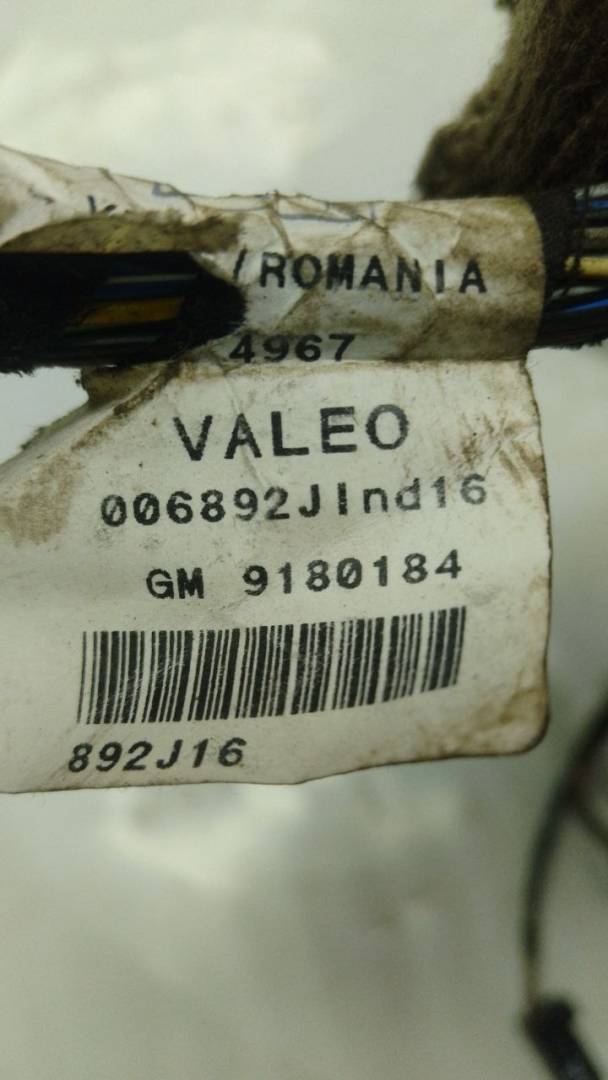 /ROMANIA
4967
VALEO
006892JInd16
GM 9180184
892J16